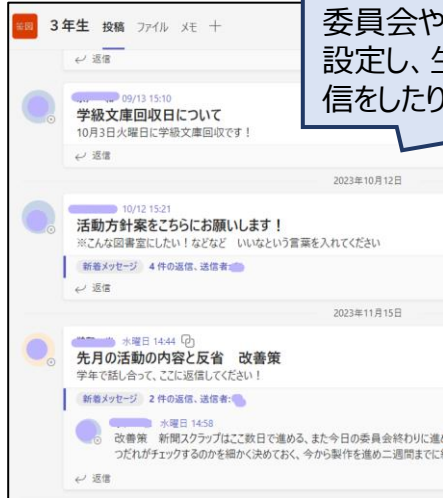 3年生 投稿 ファイル メモ
委員会や
設定し、生
信をしたり
返信
09/13 15:10
学級文庫回収日について
10月3日火曜日に学級文庫回収です！
返信
2023年10月12日
10/12 15:21
活動方針案をこちらにお願いします！
※こんな図書室にしたい！などなど いいなという言葉を入れてください
新着メッセージ 4 件の返信、送信者:
返信
2023年11月15日
水曜日 14:44
先月の活動の内容と反省 改善策
学年で話し合って、ここに返信してください！
新着メッセージ 2 件の返信、送信者:
水曜日 14:58
改善策 新聞スクラップはここ数日で進める、また今日の委員会終わりに進め
つだれがチェックするのかを細かく決めておく、今から製作を進め二週間までに
返信